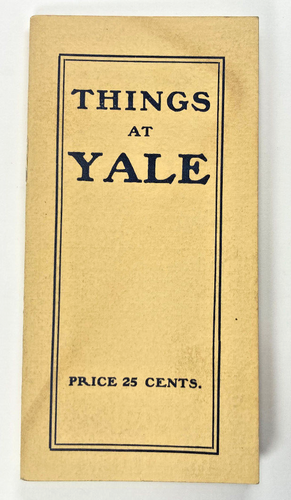 THINGS
AT
YALE
PRICE 25 CENTS.